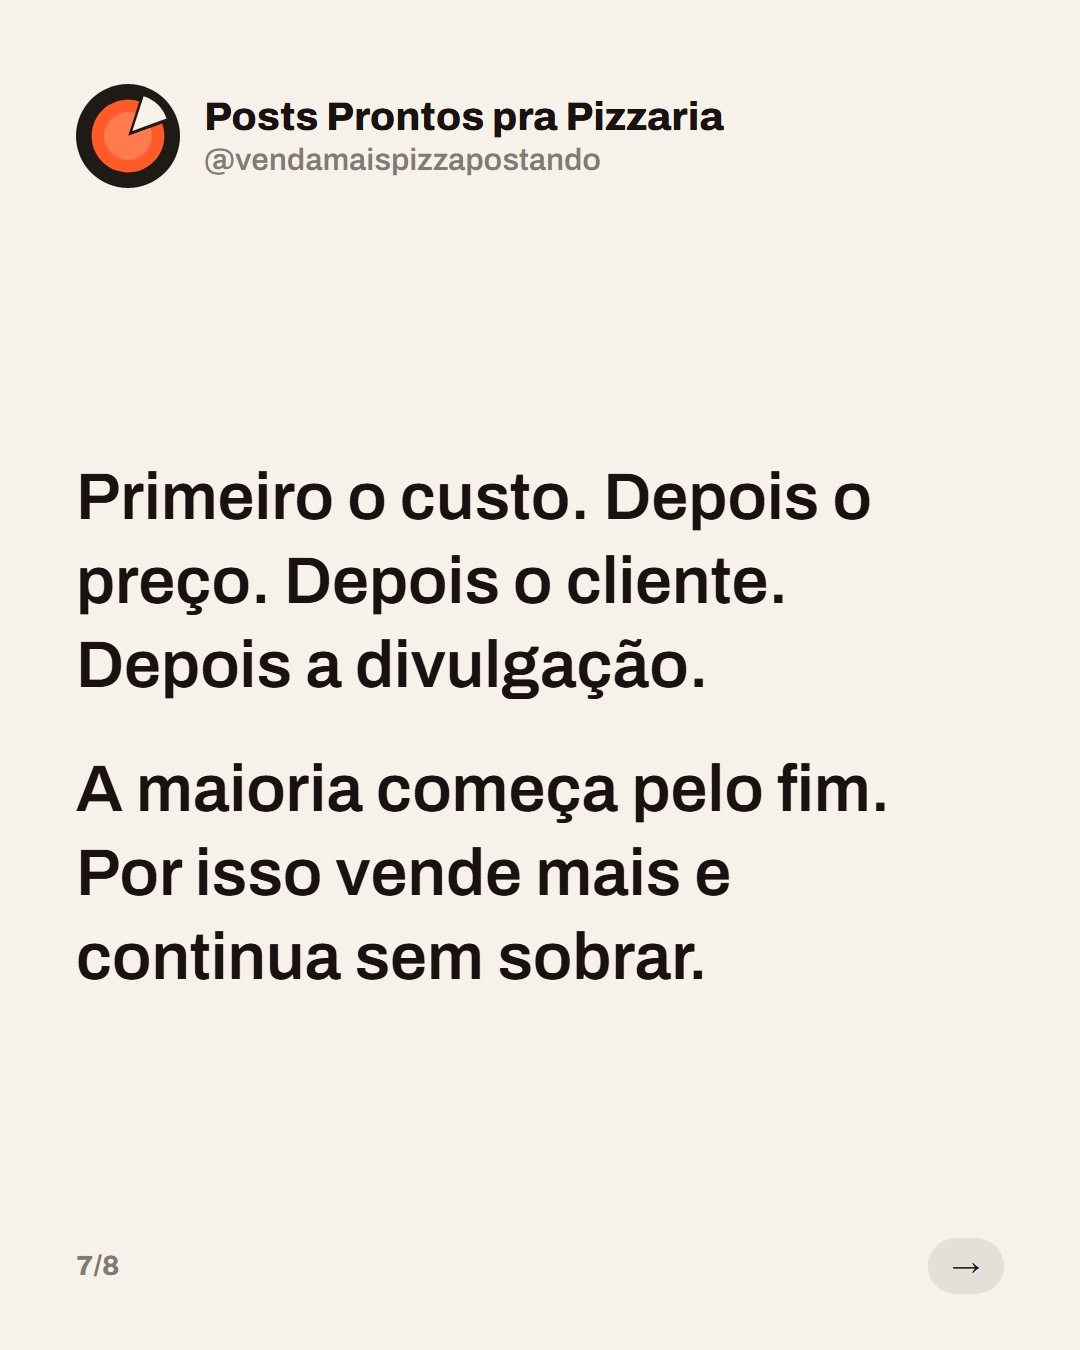 Posts Prontos pra Pizzaria
@vendamaispizzapostando
Primeiro o custo. Depois o
preço. Depois o cliente.
Depois a divulgação.
A maioria começa pelo fim.
Por isso vende mais e
continua sem sobrar.
7/8
→